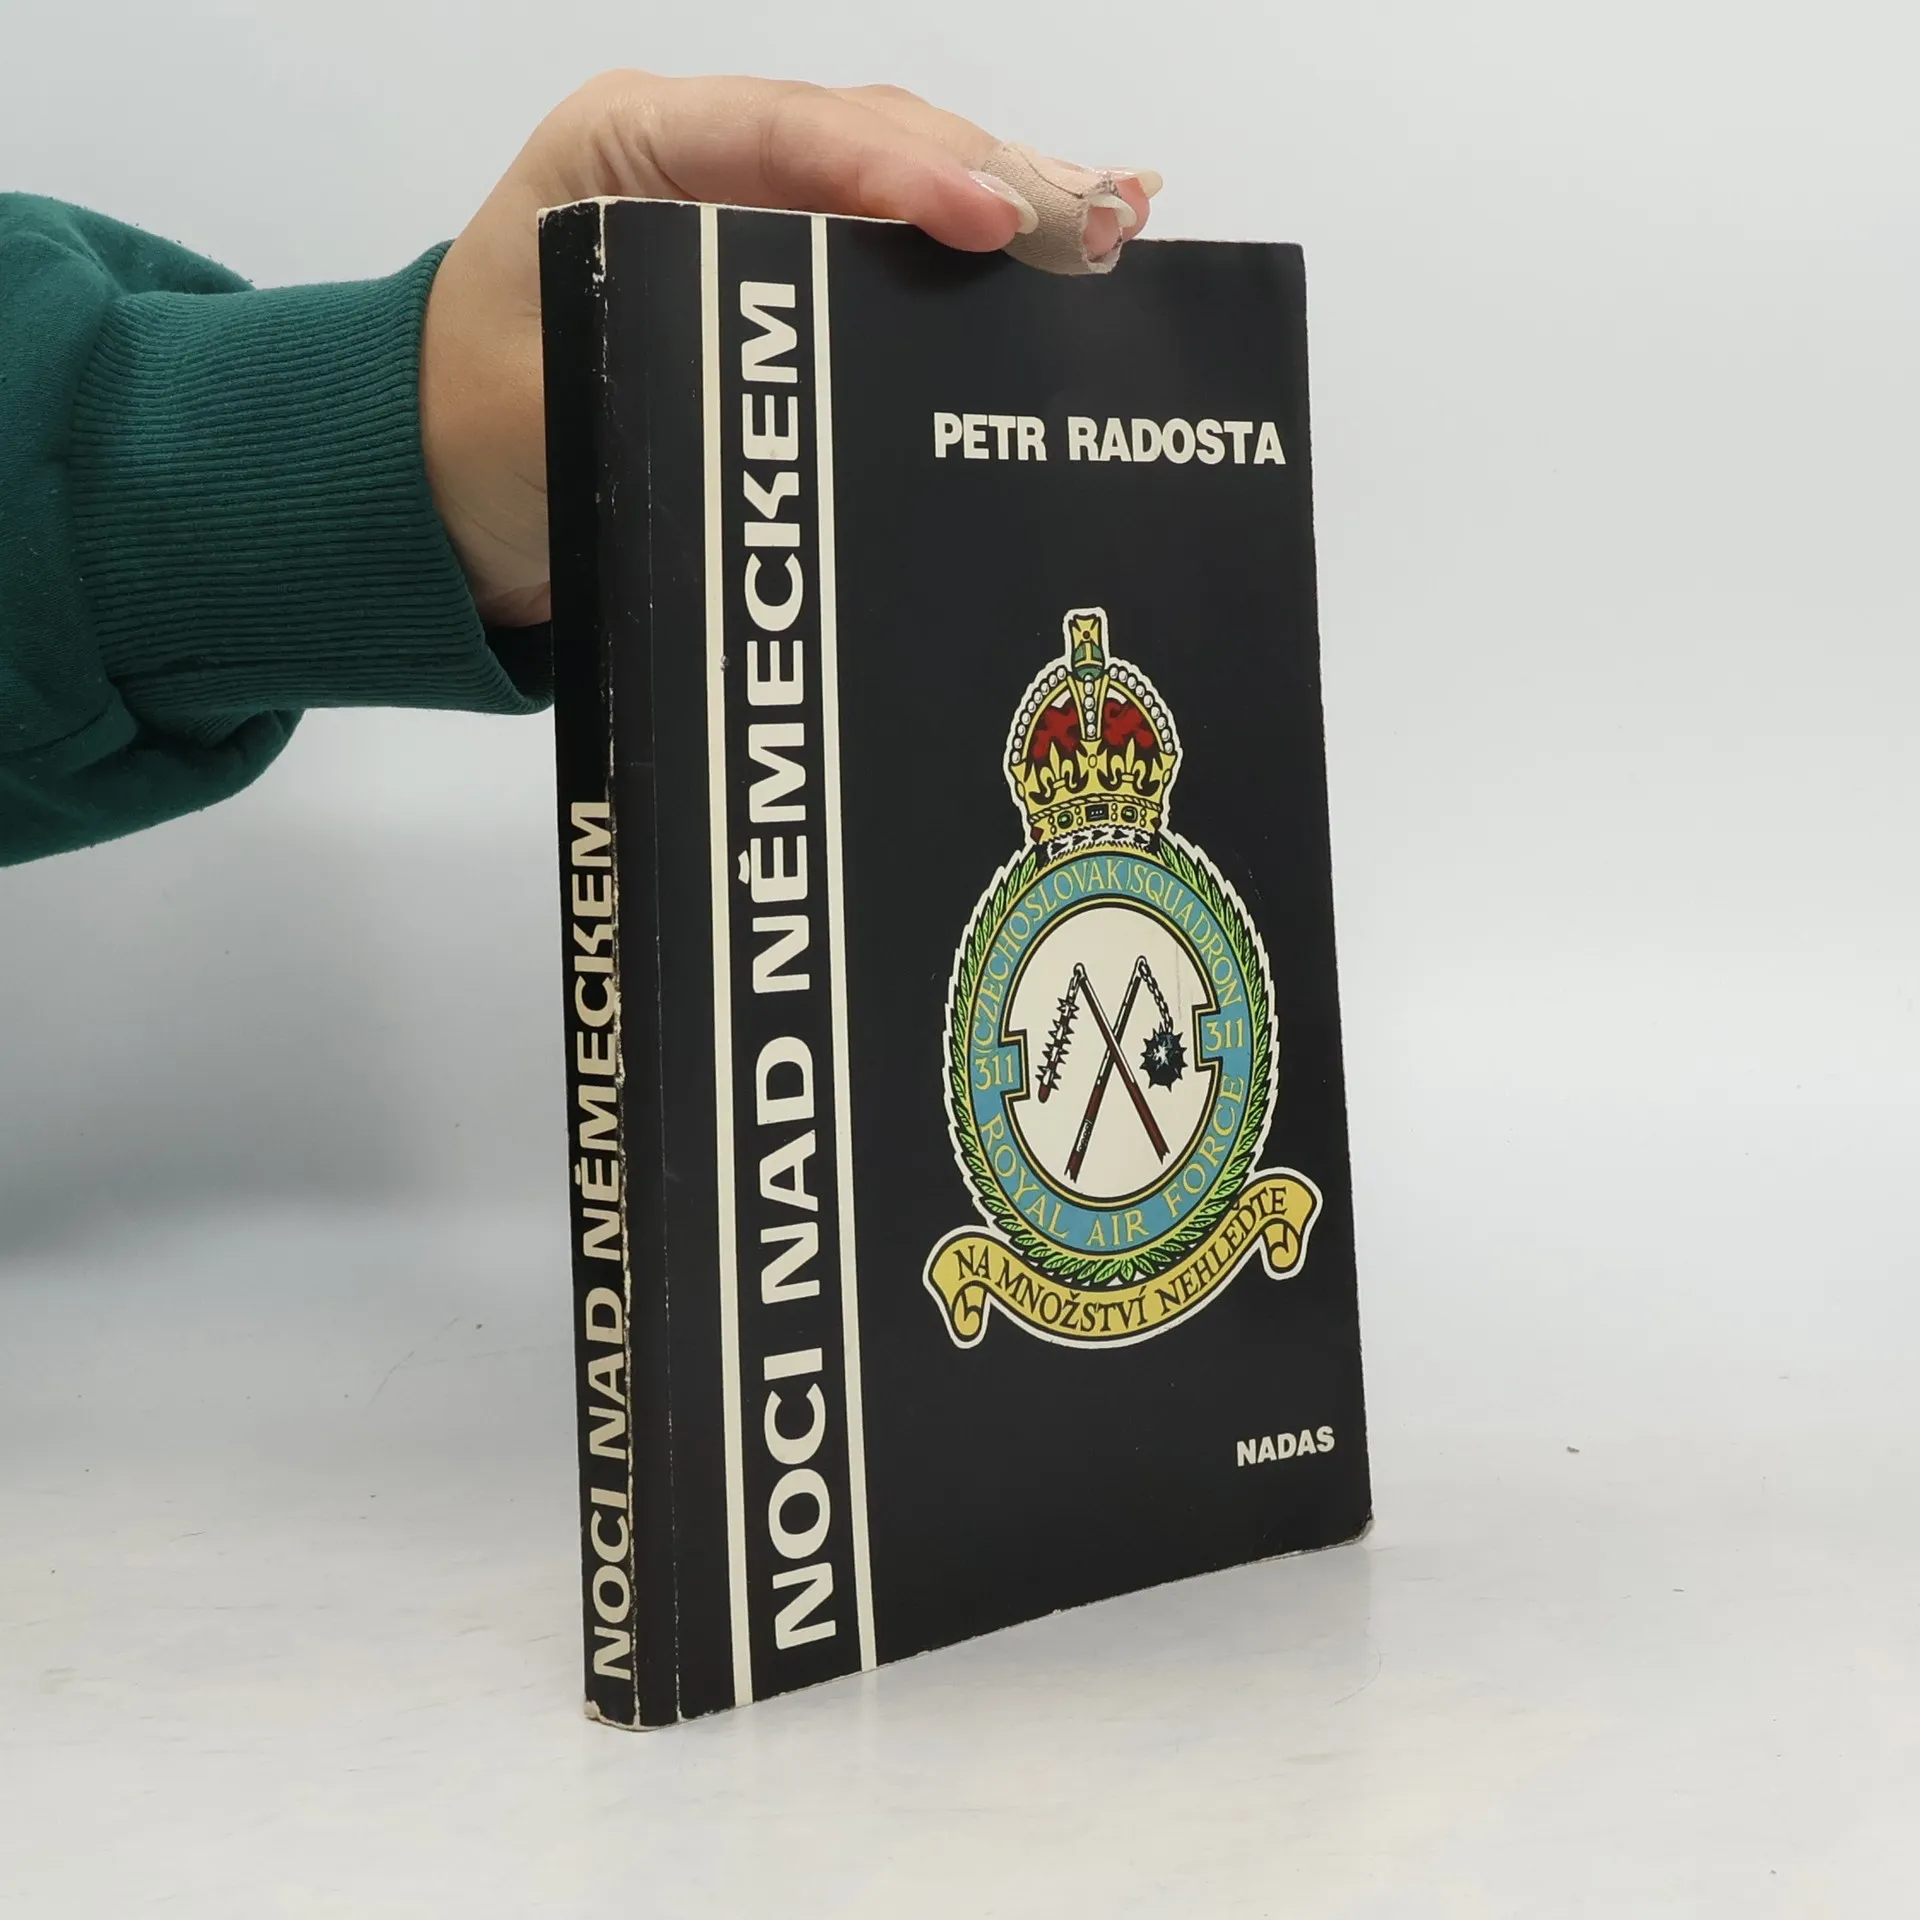 NOCI NAD NĚMECKEM
NOCI NAD NĚMECKEM
PETR RADOSTA
(CZECHOSLOVAK) SQUADRON
311
311
ROYAL AIR FORCE
NA MNOŽSTVÍ NEHLEĎTE
NADAS